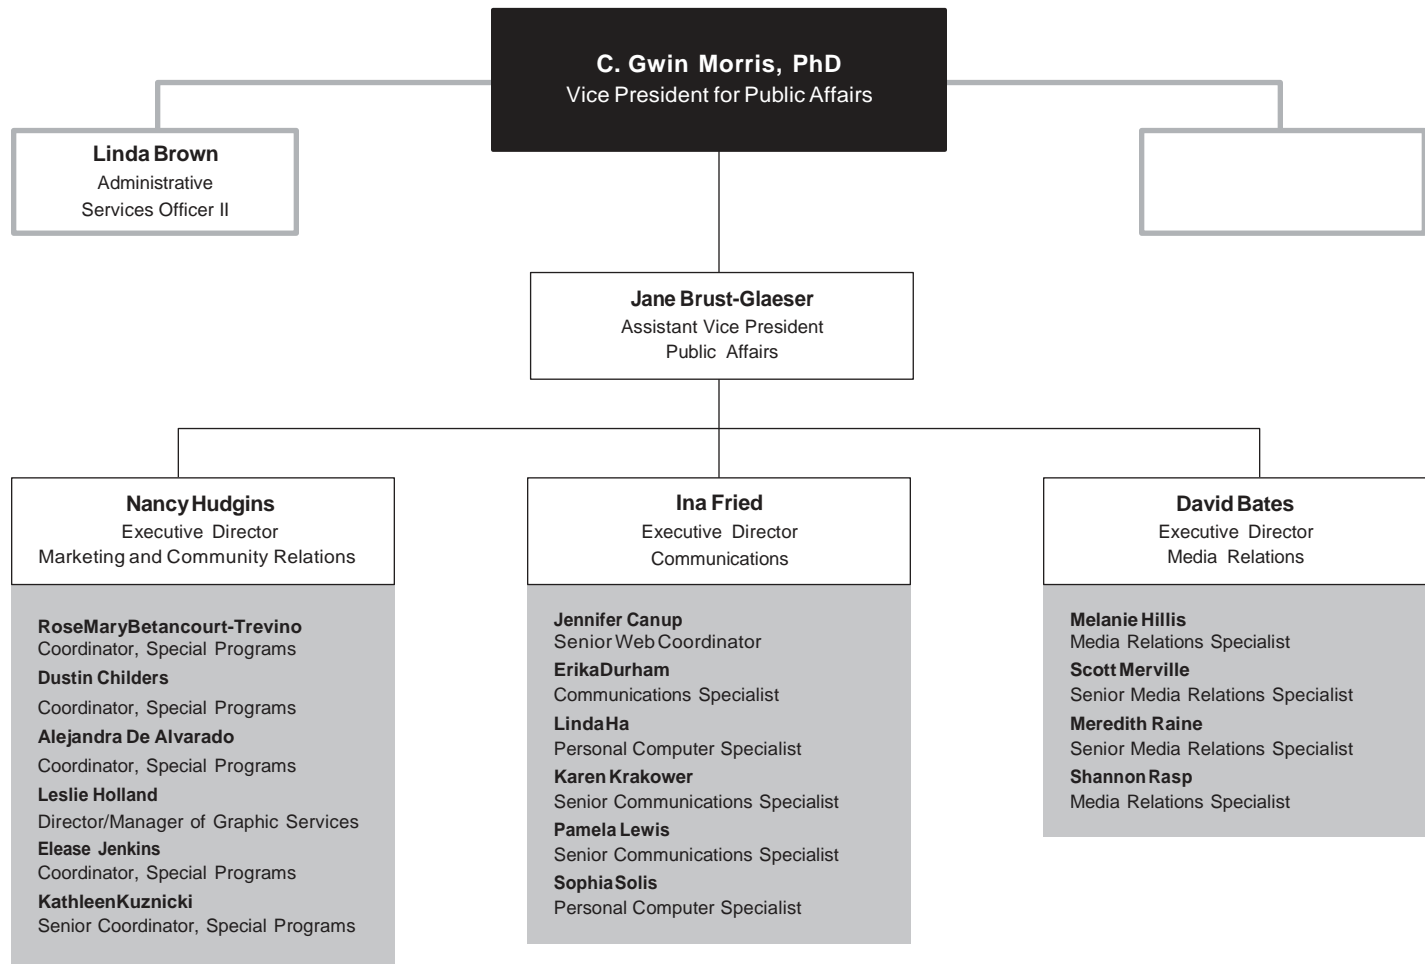 C. Gwin Morris, PhD
Vice President for Public Affairs
Linda Brown
Administrative
Services Officer II
Jane Brust-Glaeser
Assistant Vice President
Public Affairs
Nancy Hudgins
Executive Director
Marketing and Community Relations
RoseMaryBetancourt-Trevino
Coordinator, Special Programs
Dustin Childers
Coordinator, Special Programs
Alejandra De Alvarado
Coordinator, Special Programs
Leslie Holland
Director/Manager of Graphic Services
Elease Jenkins
Coordinator, Special Programs
KathleenKuznicki
Senior Coordinator, Special Programs
Ina Fried
Executive Director
Communications
Jennifer Canup
Senior Web Coordinator
ErikaDurham
Communications Specialist
LindaHa
Personal Computer Specialist
Karen Krakower
Senior Communications Specialist
Pamela Lewis
Senior Communications Specialist
SophiaSolis
Personal Computer Specialist
David Bates
Executive Director
Media Relations
Melanie Hillis
Media Relations Specialist
Scott Merville
Senior Media Relations Specialist
Meredith Raine
Senior Media Relations Specialist
Shannon Rasp
Media Relations Specialist